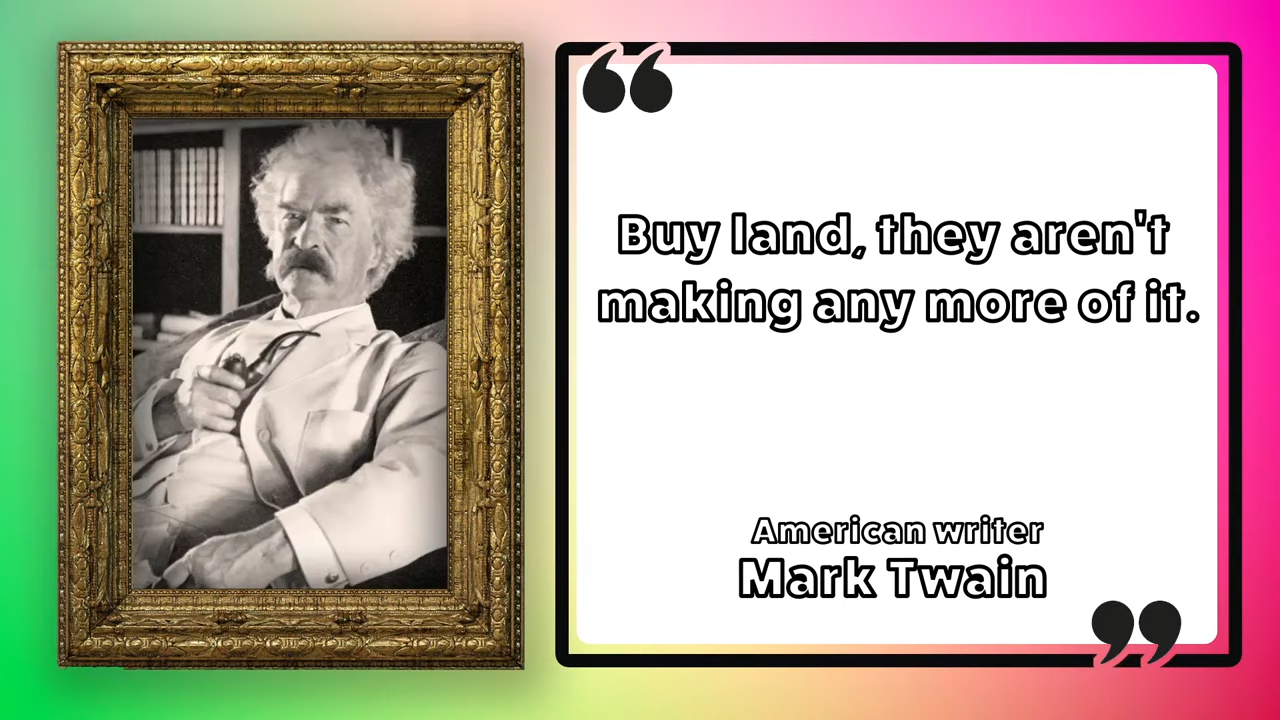 “
Buy land, they aren't
making any more of it.
American writer
Mark Twain
”